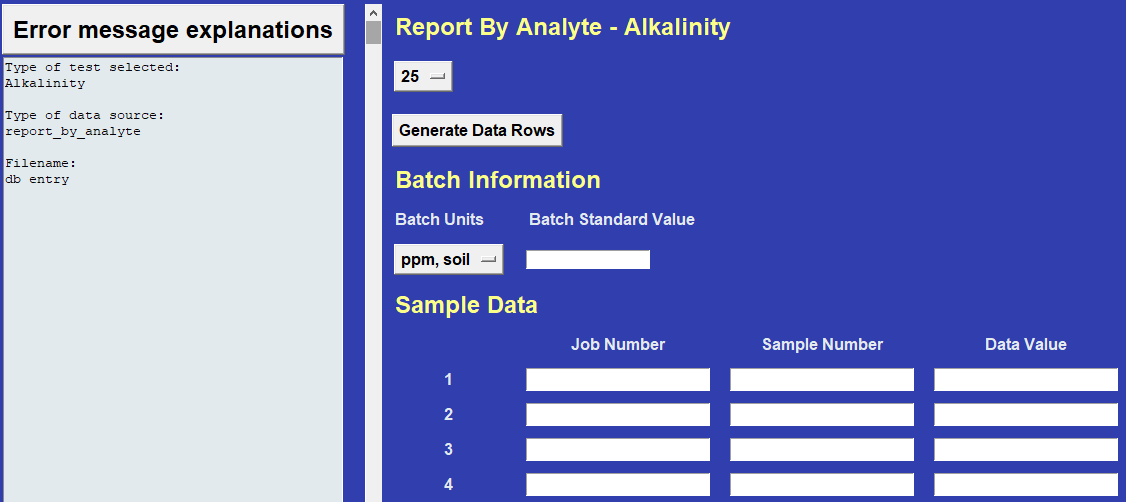 Error message explanations
Type of test selected:
Alkalinity
Type of data source:
report_by_analyte
Filename:
db entry
Report By Analyte - Alkalinity
25
Generate Data Rows
Batch Information
Batch Units Batch Standard Value
ppm, soil
Sample Data
Job Number Sample Number Data Value
1
2
3
4